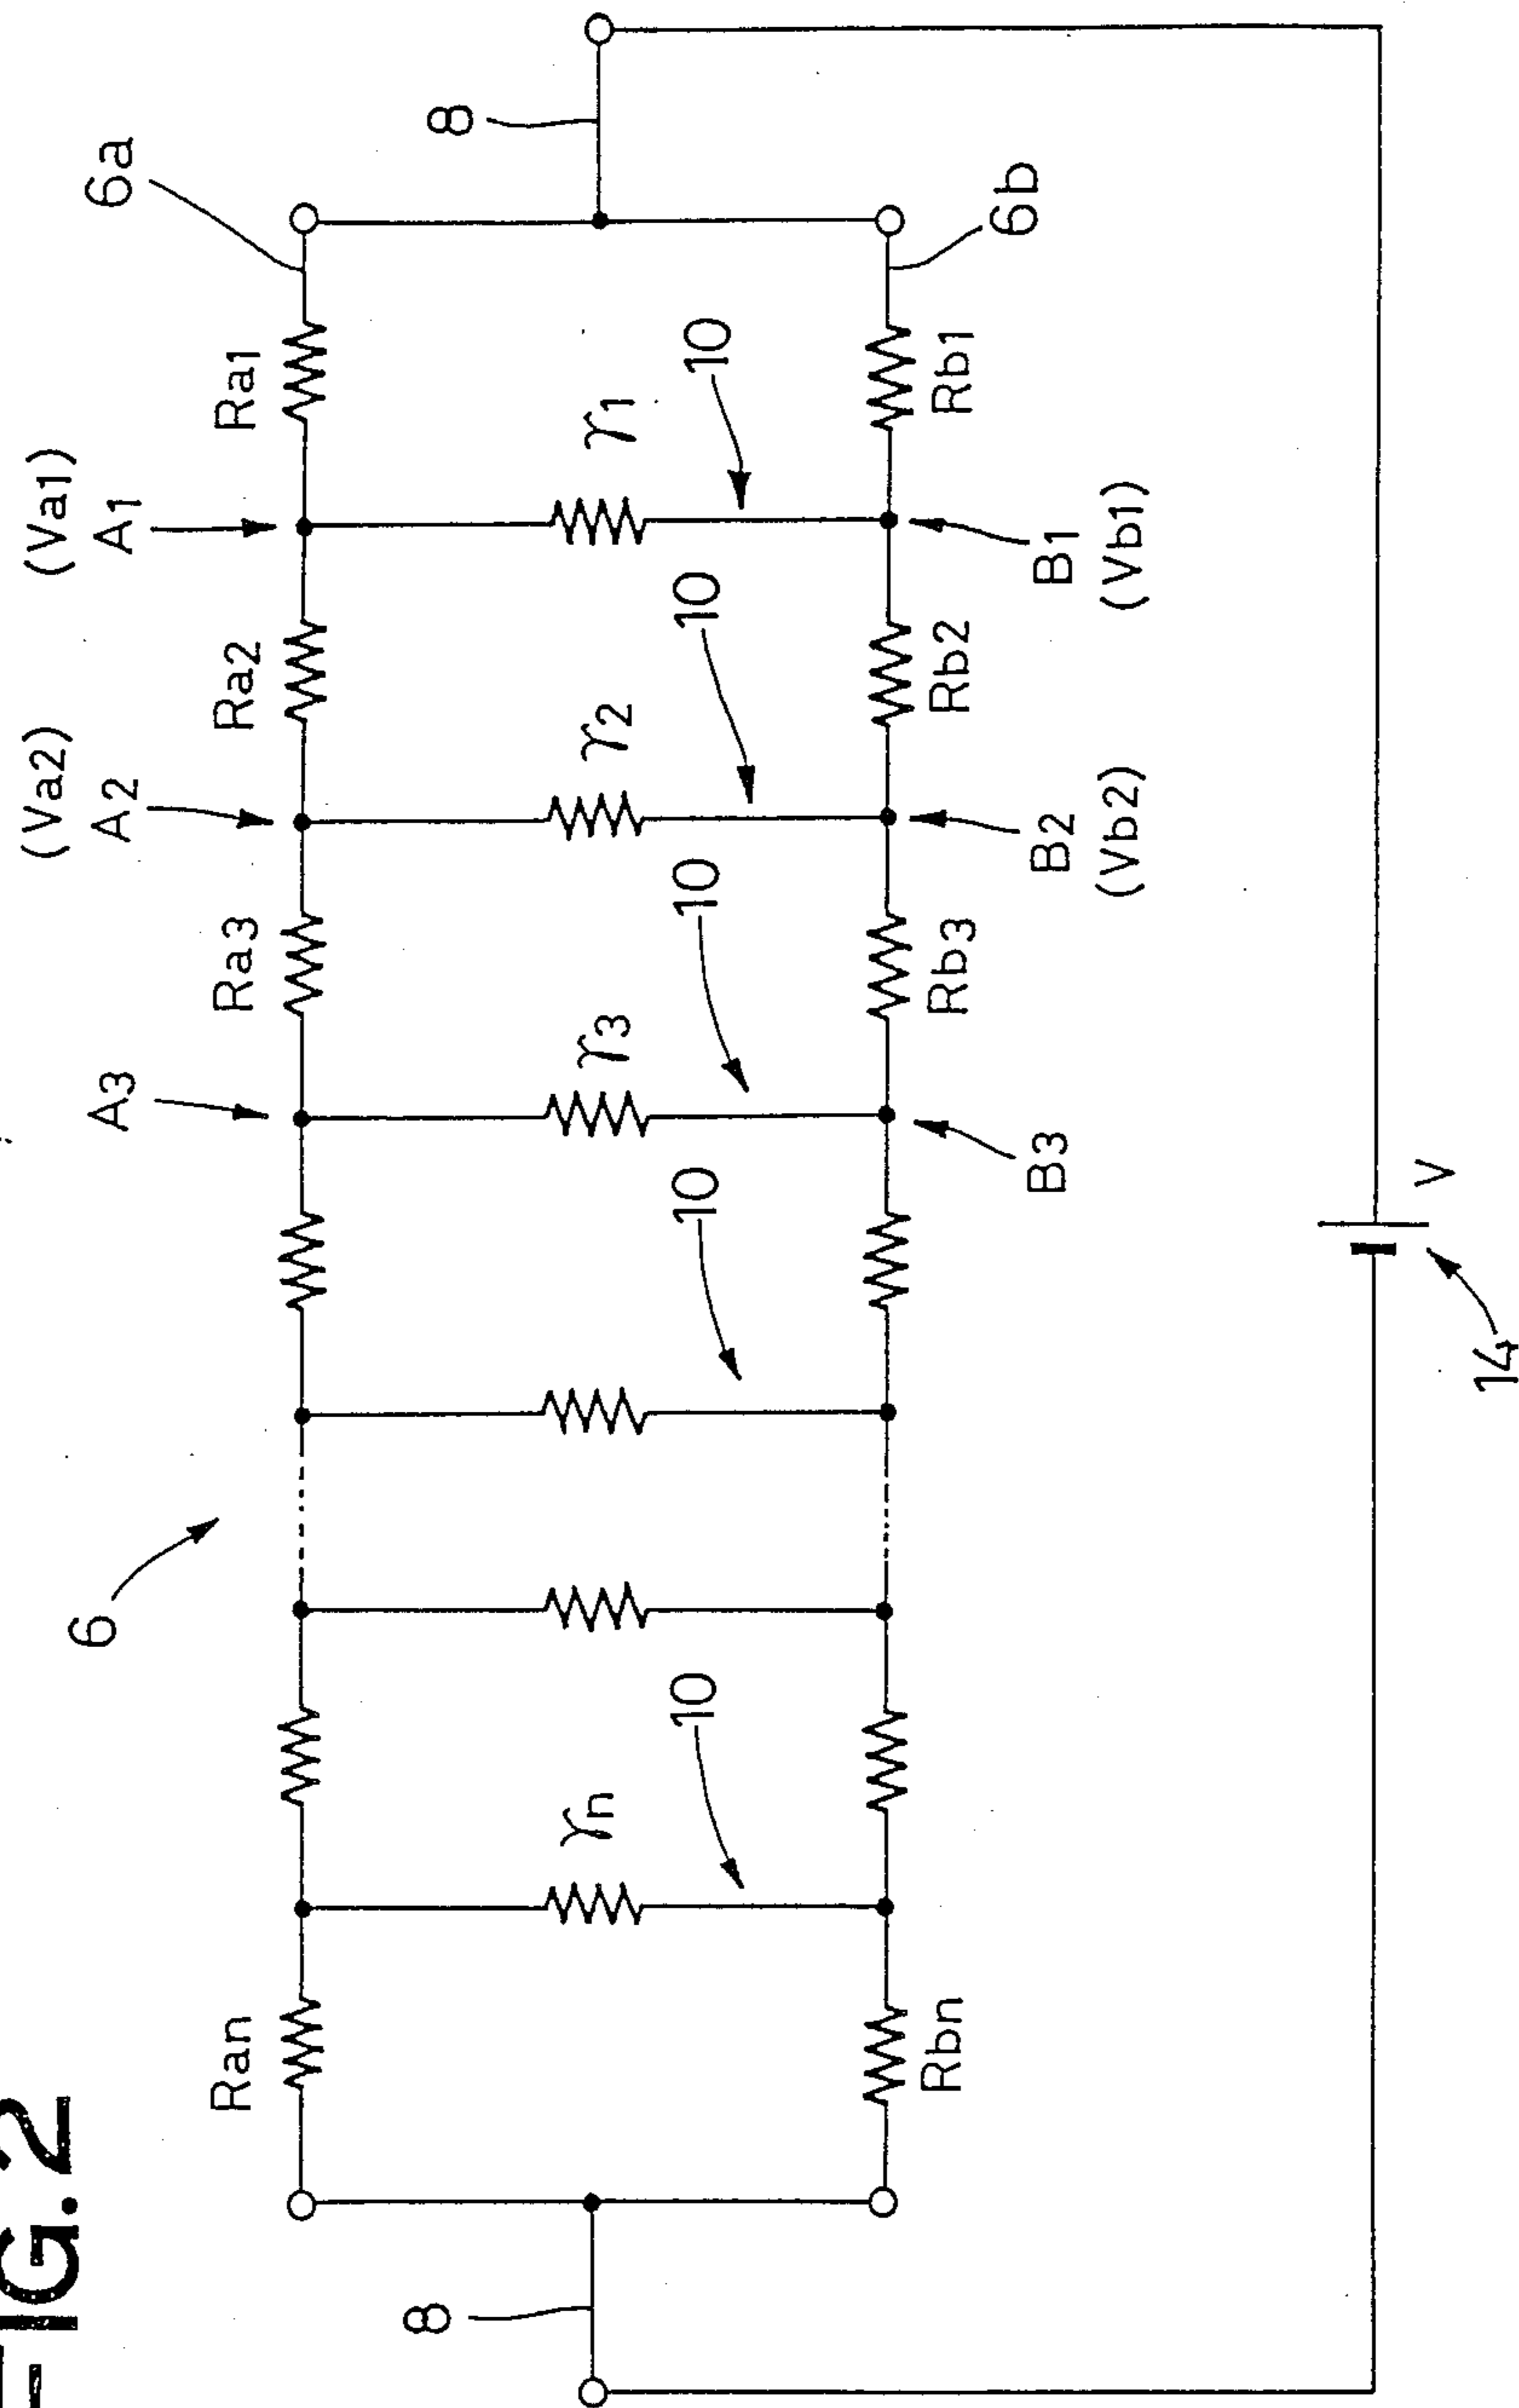 FIG.2
(Va2) (Va1)
6 A3 A2 A1 6a
Ran Ra3 Ra2 Ra1
8 8
γn γ3 γ2 γ1
10 10 10 10 10
Rbn Rb3 Rb2 Rb1
6b
B3 B2 B1
(Vb2) (Vb1)
V
14